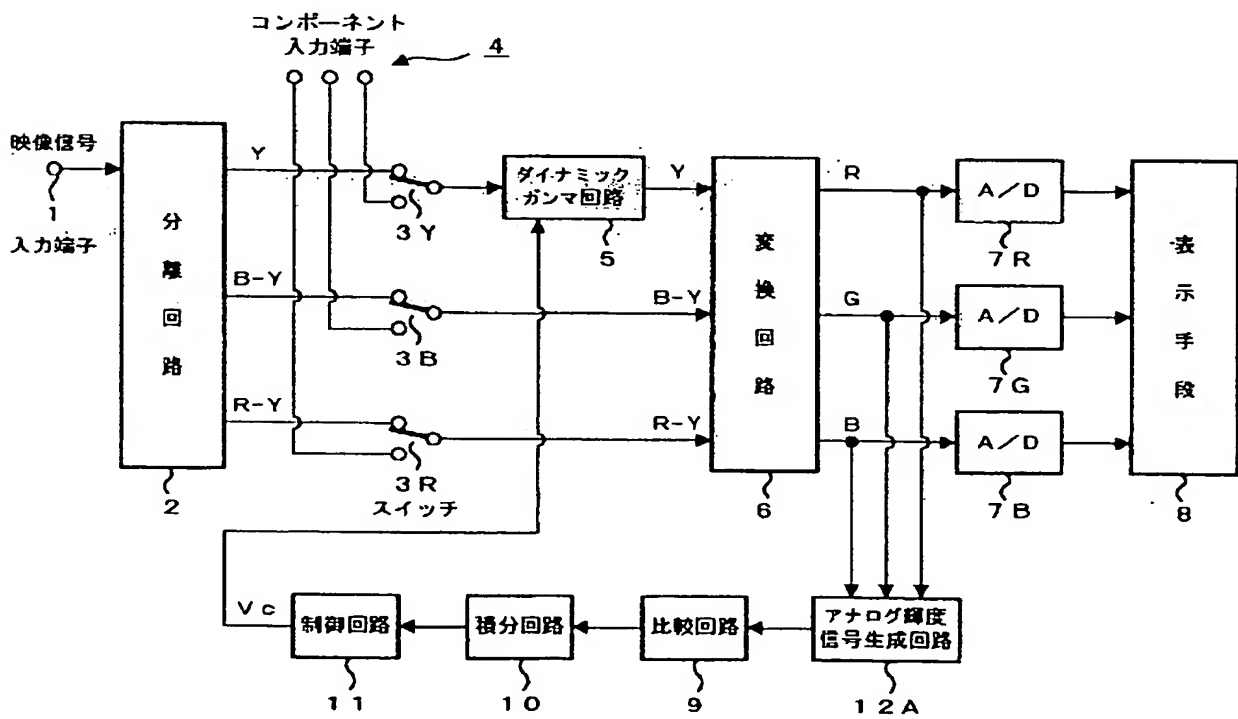 コンポーネント
入力端子
4
映像信号
1
入力端子
分離回路
2
Y
B-Y
R-Y
3Y
3B
3R
スイッチ
ダイナミック
ガンマ回路
5
Y
B-Y
R-Y
変換回路
6
R
G
B
A/D
7R
A/D
7G
A/D
7B
表示手段
8
Vc
制御回路
11
積分回路
10
比較回路
9
アナログ輝度
信号生成回路
12A